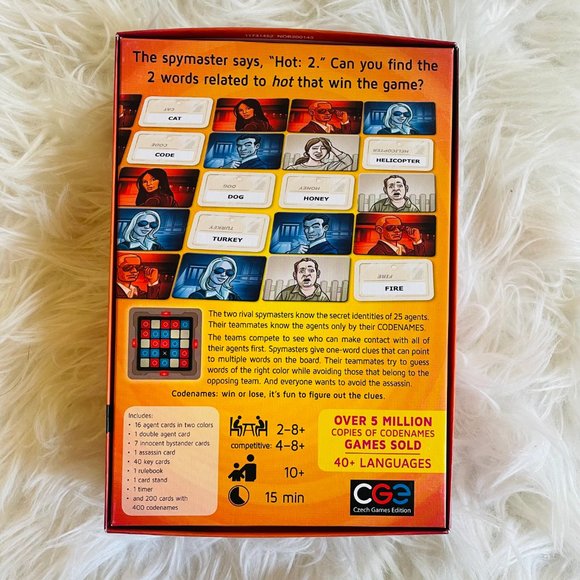 The spymaster says, "Hot: 2." Can you find the
2 words related to hot that win the game?
CAT
CAT
CODE
CODE
HELICOPTER
HELICOPTER
DOG
DOG
HONEY
HONEY
TURKEY
TURKEY
FIRE
FIRE
The two rival spymasters know the secret identities of 25 agents.
Their teammates know the agents only by their CODENAMES.
The teams compete to see who can make contact with all of
their agents first. Spymasters give one-word clues that can point
to multiple words on the board. Their teammates try to guess
words of the right color while avoiding those that belong to the
opposing team. And everyone wants to avoid the assassin.
Codenames: win or lose, it's fun to figure out the clues.
Includes:
• 16 agent cards in two colors
• 1 double agent card
• 7 innocent bystander cards
• 1 assassin card
• 40 key cards
• 1 rulebook
• 1 card stand
• 1 timer
• and 200 cards with
400 codenames
2–8+
competitive: 4–8+
10+
15 min
OVER 5 MILLION
COPIES OF CODENAMES
GAMES SOLD
40+ LANGUAGES
CGE
Czech Games Edition